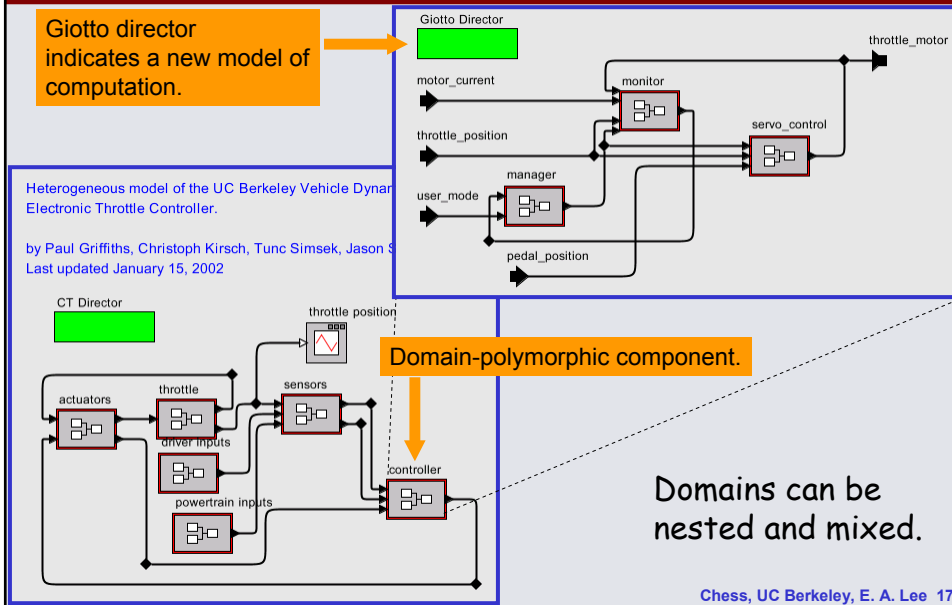 Giotto director
indicates a new model of
computation.
Giotto Director
throttle_motor
motor_current
monitor
throttle_position
servo_control
manager
user_mode
pedal_position
Heterogeneous model of the UC Berkeley Vehicle
Electronic Throttle Controller.
by Paul Griffiths, Christoph Kirsch, Tunc Simsek, Jason
Last updated January 15, 2002
CT Director
throttle position
Domain-polymorphic component.
actuators
throttle
sensors
driver inputs
controller
powertrain inputs
Domains can be
nested and mixed.
Chess, UC Berkeley, E. A. Lee 17